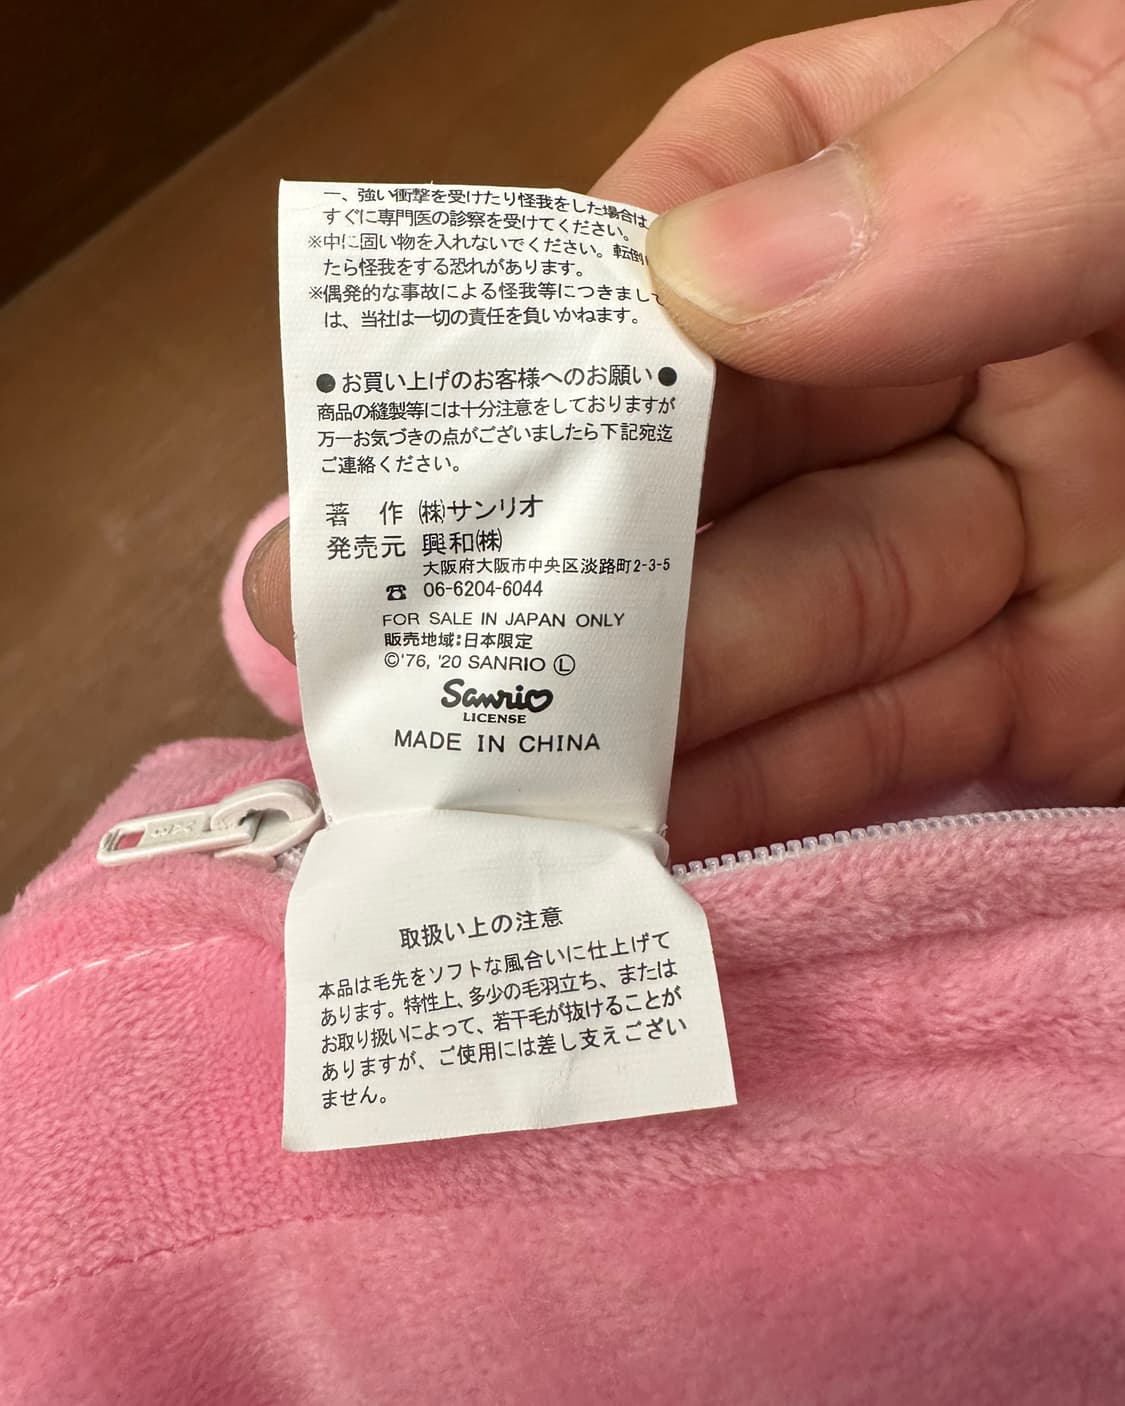 一、強い衝撃を受けたり怪我をした場合は、
すぐに専門医の診察を受けてください。
※中に固い物を入れないでください。転倒
たら怪我をする恐れがあります。
※偶発的な事故による怪我等につきまして
は、当社は一切の責任を負いかねます。
●お買い上げのお客様へのお願い●
商品の縫製等には十分注意をしておりますが
万一お気づきの点がございましたら下記宛迄
ご連絡ください。
著 作 ㈱サンリオ
発売元 興和㈱
大阪府大阪市中央区淡路町2-3-5
☎ 06-6204-6044
FOR SALE IN JAPAN ONLY
販売地域:日本限定
©'76, '20 SANRIO Ⓛ
Sanrio
LICENSE
MADE IN CHINA
取扱い上の注意
本品は毛先をソフトな風合いに仕上げて
あります。特性上、多少の毛羽立ち、または
お取り扱いによって、若干毛が抜けることが
ありますが、ご使用には差し支えござい
ません。